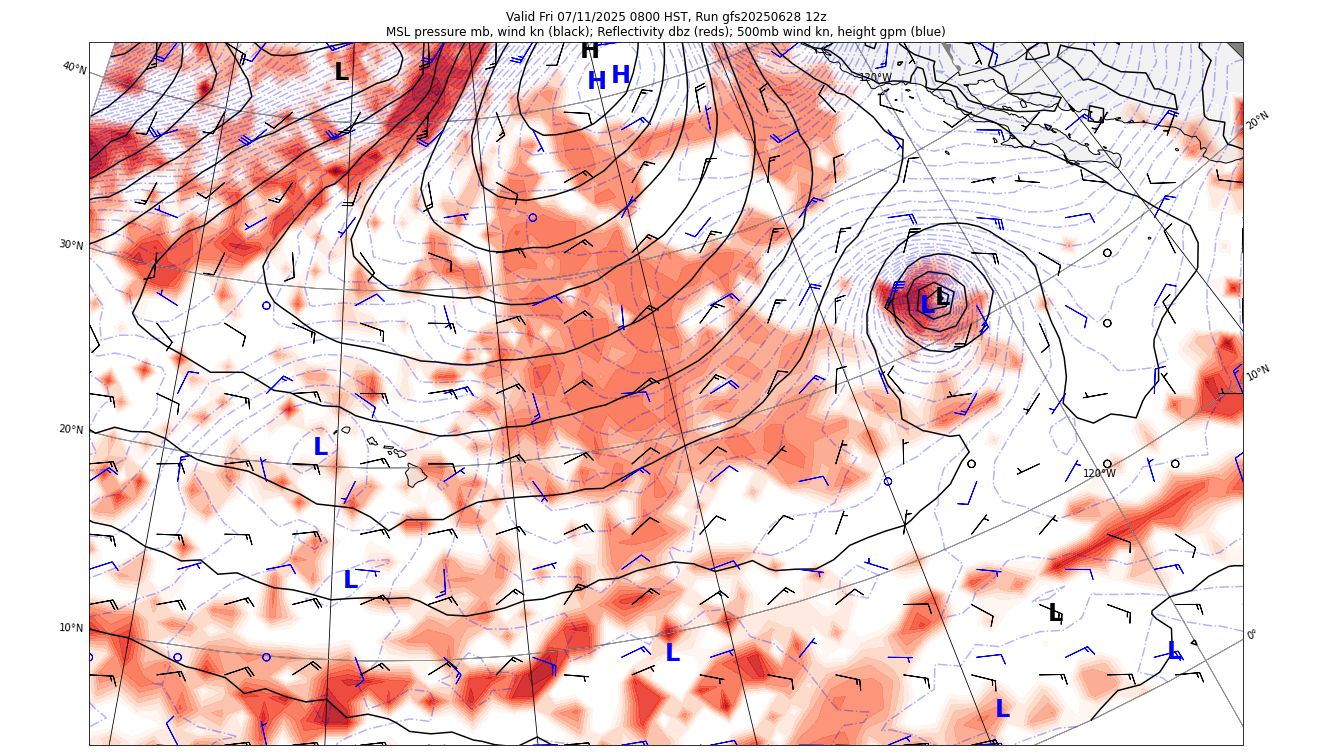 Valid Fri 07/11/2025 0800 HST, Run gfs20250628 12z
MSL pressure mb, wind kn (black); Reflectivity dbz (reds); 500mb wind kn, height gpm (blue)
H
40°N
L
H H
120°W
20°N
30°N
L L
10°N
20°N
L
120°W
L
10°N
L
0°
L
L
L